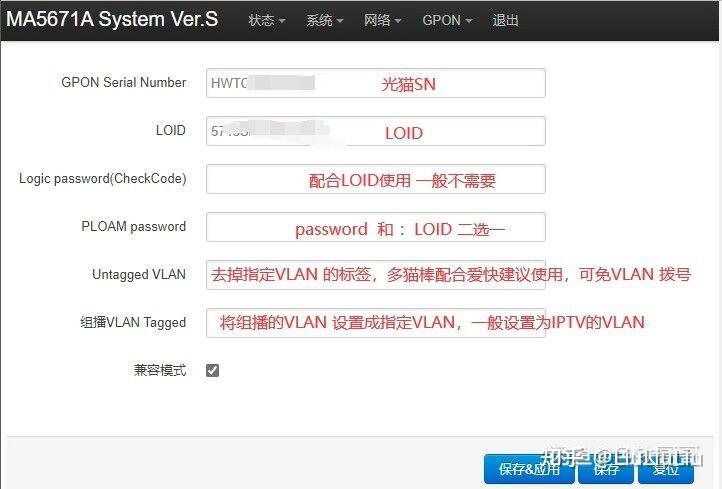 MA5671A System Ver.S 状态 系统 网络 GPON 退出
GPON Serial Number HWTC 光猫SN
LOID LOID
Logic password(CheckCode) 配合LOID使用 一般不需要
PLOAM password password 和： LOID 二选一
Untagged VLAN 去掉指定VLAN 的标签，多猫棒配合爱快建议使用，可免VLAN 拨号
组播VLAN Tagged 将组播的VLAN 设置成指定VLAN，一般设置为IPTV的VLAN
兼容模式
保存&应用 保存 复位
知乎